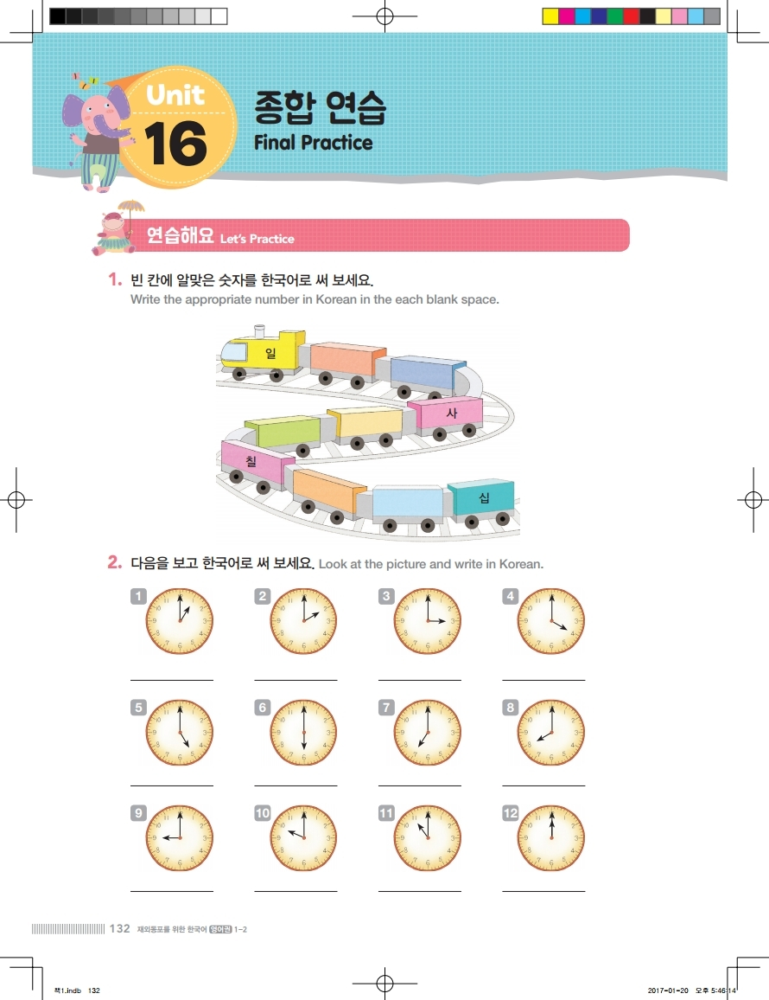 Unit
16
종합 연습
Final Practice
연습해요 Let's Practice
1. 빈 칸에 알맞은 숫자를 한국어로 써 보세요.
Write the appropriate number in Korean in the each blank space.
일
사
칠
십
2. 다음을 보고 한국어로 써 보세요. Look at the picture and write in Korean.
1 2 3 4
5 6 7 8
9 10 11 12
132 재외동포를 위한 한국어 영어권 1-2
책1.indb 132
2017-01-20 오후 5:46:14